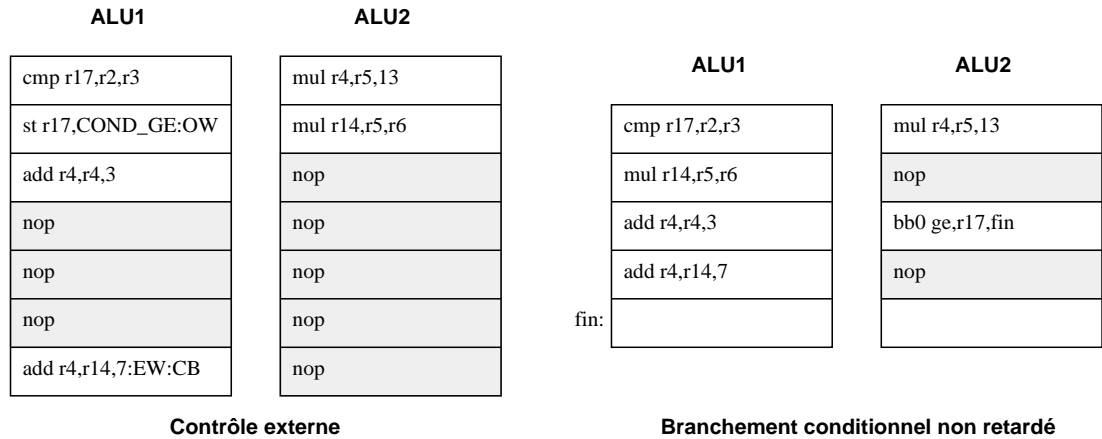 ALU1 ALU2
cmp r17,r2,r3 mul r4,r5,13
st r17,COND_GE:OW mul r14,r5,r6
add r4,r4,3 nop
nop nop
nop nop
nop nop
add r4,r14,7:EW:CB nop
Contrôle externe
ALU1 ALU2
cmp r17,r2,r3 mul r4,r5,13
mul r14,r5,r6 nop
add r4,r4,3 bb0 ge,r17,fin
add r4,r14,7 nop
fin:
Branchement conditionnel non retardé